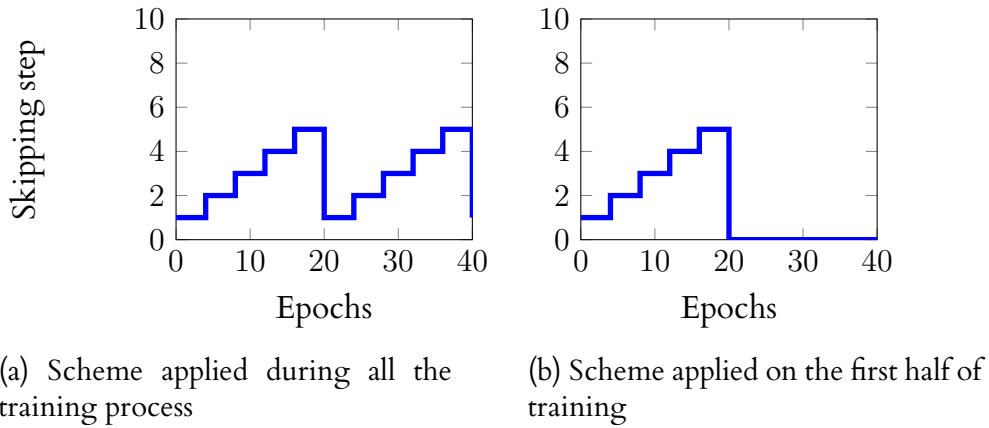 10
8
6
4
2
0
Skipping step
0 10 20 30 40
Epochs
10
8
6
4
2
0
0 10 20 30 40
Epochs
(a) Scheme applied during all the
training process
(b) Scheme applied on the first half of
training